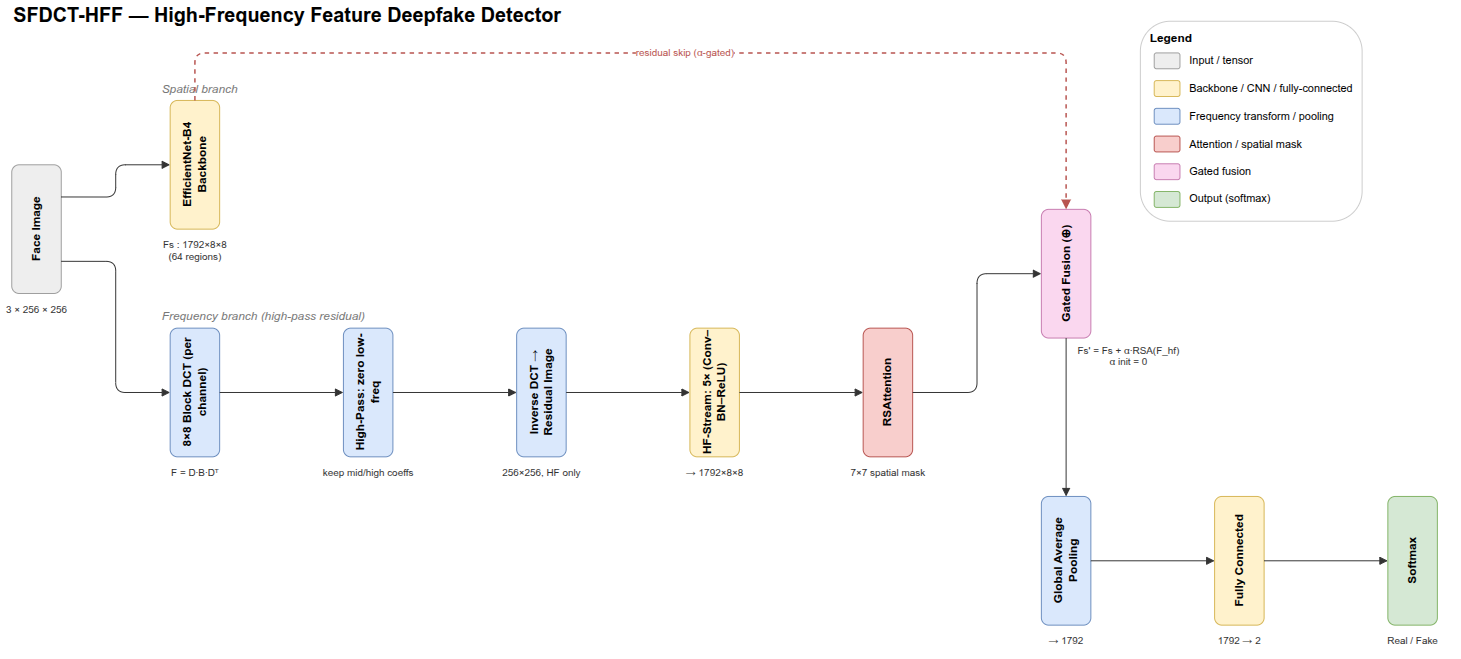 SFDCT-HFF — High-Frequency Feature Deepfake Detector
Legend
Input / tensor
Backbone / CNN / fully-connected
Frequency transform / pooling
Attention / spatial mask
Gated fusion
Output (softmax)
residual skip (α-gated)
Spatial branch
EfficientNet-B4
Backbone
Fs : 1792×8×8
(64 regions)
Face Image
3 × 256 × 256
Frequency branch (high-pass residual)
8×8 Block DCT (per
channel)
F = D·B·Dᵀ
High-Pass: zero low-
freq
keep mid/high coeffs
Inverse DCT →
Residual Image
256×256, HF only
HF-Stream: 5× (Conv–
BN–ReLU)
→ 1792×8×8
RSAttention
7×7 spatial mask
Gated Fusion (⊕)
Fs' = Fs + α·RSA(F_hf)
α init = 0
Global Average
Pooling
→ 1792
Fully Connected
1792 → 2
Softmax
Real / Fake